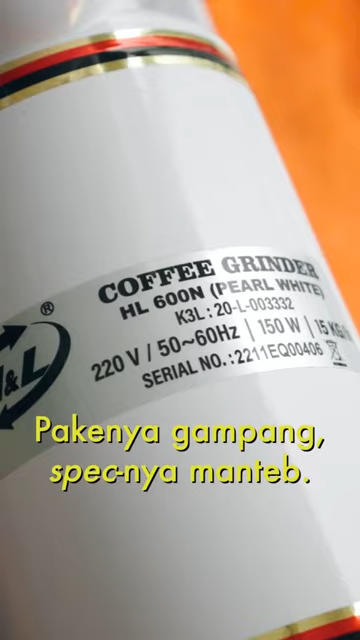 COFFEE GRINDER
HL 600N (PEARL WHITE)
K3L : 20-L-003332
220 V / 50~60Hz | 150 W | 15 KG
SERIAL NO. : 2211EQ00406
®
&L
Pakenya gampang,
spec-nya manteb.